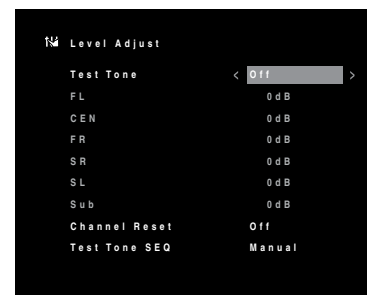 Level Adjust
Test Tone < Off >
FL 0dB
CEN 0dB
FR 0dB
SR 0dB
SL 0dB
Sub 0dB
Channel Reset Off
Test Tone SEQ Manual